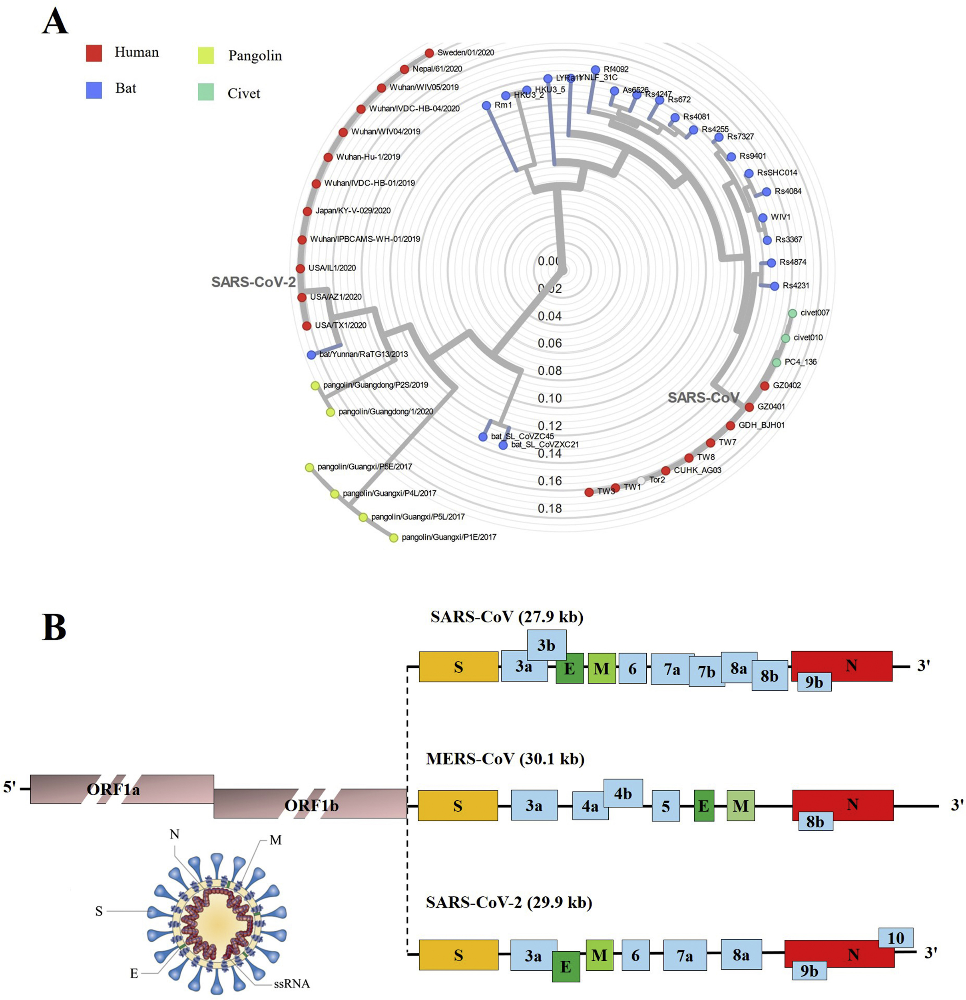 A
Human
Pangolin
Bat
Civet
Sweden/01/2020
Nepal/61/2020
Wuhan/WIV05/2019
Wuhan/IVDC-HB-04/2020
Wuhan/WIV04/2019
Wuhan-Hu-1/2019
Wuhan/IVDC-HB-01/2019
Japan/KY-V-029/2020
Wuhan/IPBCAMS-WH-01/2019
USA/IL1/2020
SARS-CoV-2
USA/AZ1/2020
USA/TX1/2020
bat/Yunnan/RaTG13/2013
pangolin/Guangdong/P2S/2019
pangolin/Guangdong/1/2020
pangolin/Guangxi/P5E/2017
pangolin/Guangxi/P4L/2017
pangolin/Guangxi/P5L/2017
pangolin/Guangxi/P1E/2017
bat_SL_CoVZC45
bat_SL_CoVZXC21
Rm1
HKU3_2
HKU3_5
LYRa11
YNLF_31C
Rf4092
As6526
Rs4247
Rs672
Rs4081
Rs4255
Rs7327
Rs9401
RsSHC014
Rs4084
WIV1
Rs3367
Rs4874
Rs4231
civet007
civet010
PC4_136
GZ0402
SARS-CoV
GZ0401
GDH_BJH01
TW7
TW8
CUHK_AG03
Tor2
TW1
TW3
0.00
0.02
0.04
0.06
0.08
0.10
0.12
0.14
0.16
0.18
B
SARS-CoV (27.9 kb)
S 3a 3b E M 6 7a 7b 8a 8b 9b N 3'
MERS-CoV (30.1 kb)
5' ORF1a ORF1b S 3a 4a 4b 5 E M 8b N 3'
SARS-CoV-2 (29.9 kb)
S 3a E M 6 7a 8a 9b N 10 3'
N
M
S
E
ssRNA